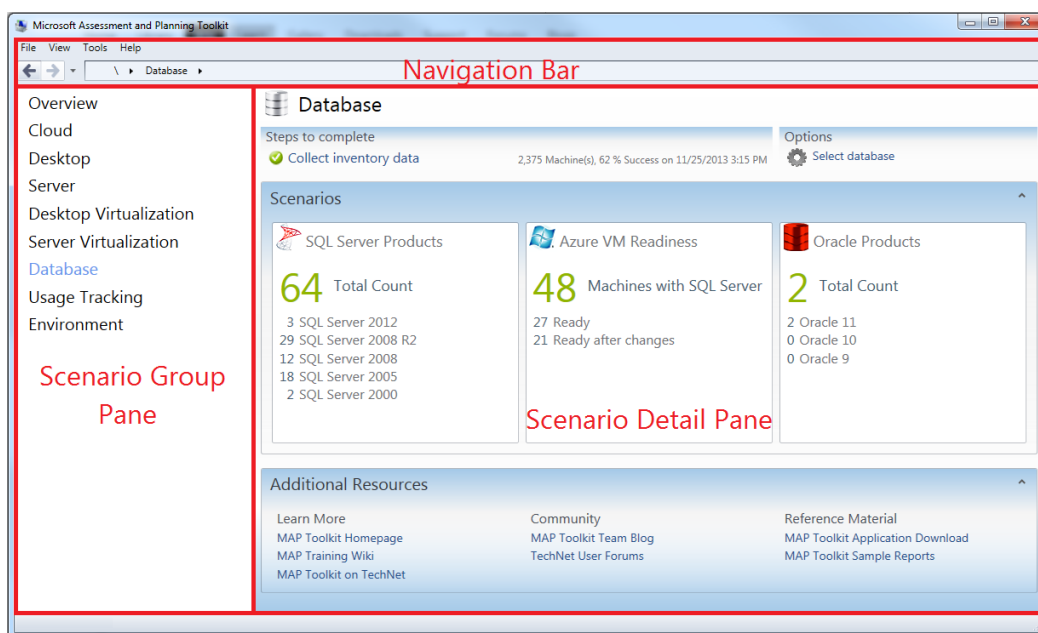 Microsoft Assessment and Planning Toolkit
File View Tools Help
\ Database
Navigation Bar
Overview
Cloud
Desktop
Server
Desktop Virtualization
Server Virtualization
Database
Usage Tracking
Environment
Scenario Group
Pane
Database
Steps to complete
Collect inventory data
2,375 Machine(s), 62 % Success on 11/25/2013 3:15 PM
Options
Select database
Scenarios
SQL Server Products
64 Total Count
3 SQL Server 2012
29 SQL Server 2008 R2
12 SQL Server 2008
18 SQL Server 2005
2 SQL Server 2000
Azure VM Readiness
48 Machines with SQL Server
27 Ready
21 Ready after changes
Oracle Products
2 Total Count
2 Oracle 11
0 Oracle 10
0 Oracle 9
Scenario Detail Pane
Additional Resources
Learn More
MAP Toolkit Homepage
MAP Training Wiki
MAP Toolkit on TechNet
Community
MAP Toolkit Team Blog
TechNet User Forums
Reference Material
MAP Toolkit Application Download
MAP Toolkit Sample Reports